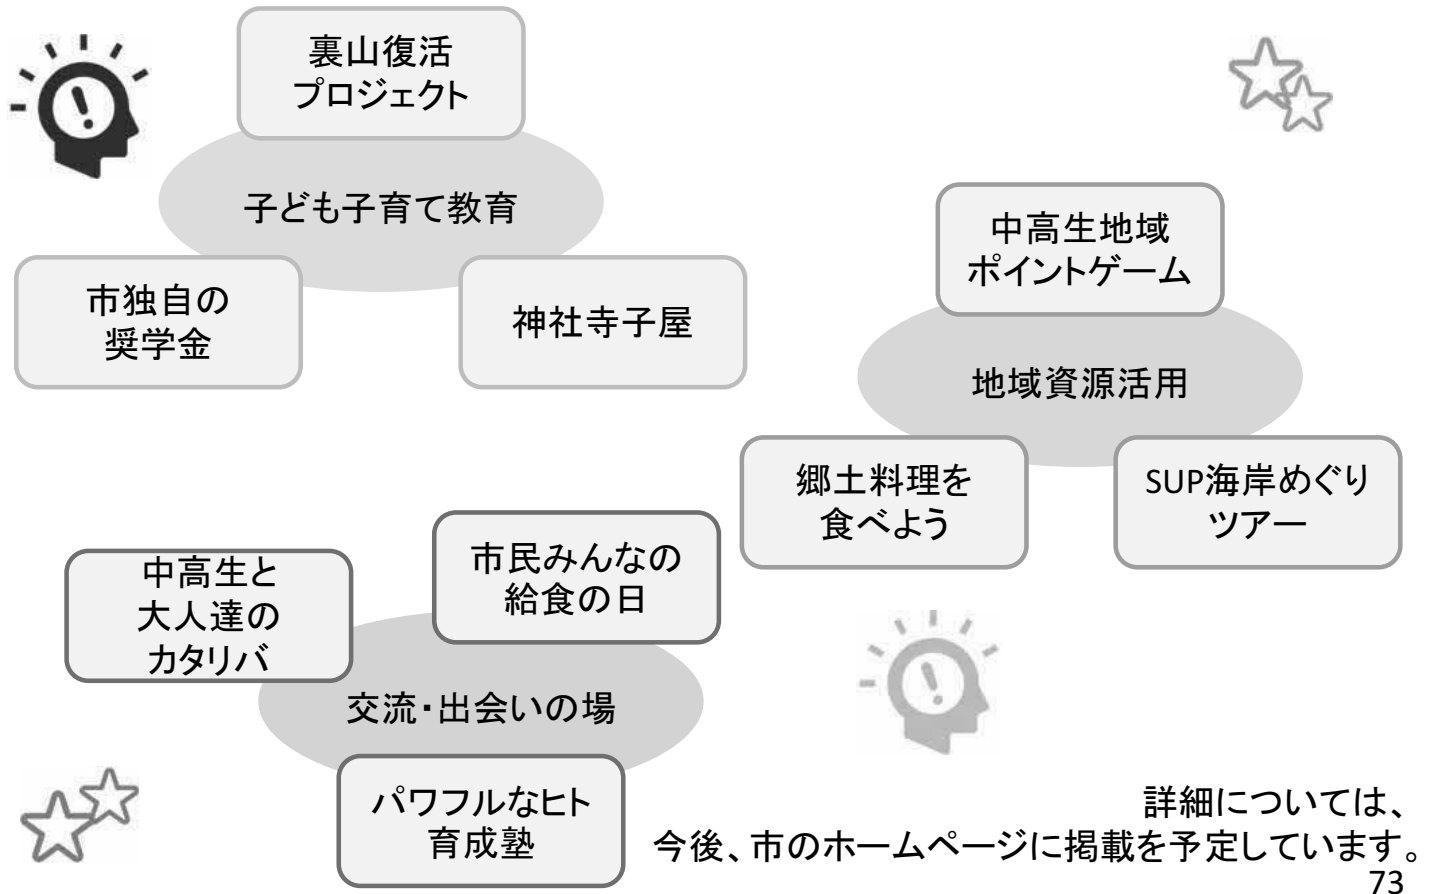 裏山復活
プロジェクト
子ども子育て教育
市独自の
奨学金
神社寺子屋
中高生地域
ポイントゲーム
地域資源活用
郷土料理を
食べよう
SUP海岸めぐり
ツアー
市民みんなの
給食の日
中高生と
大人達の
カタリバ
交流・出会いの場
パワフルなヒト
育成塾
詳細については、
今後、市のホームページに掲載を予定しています。
73